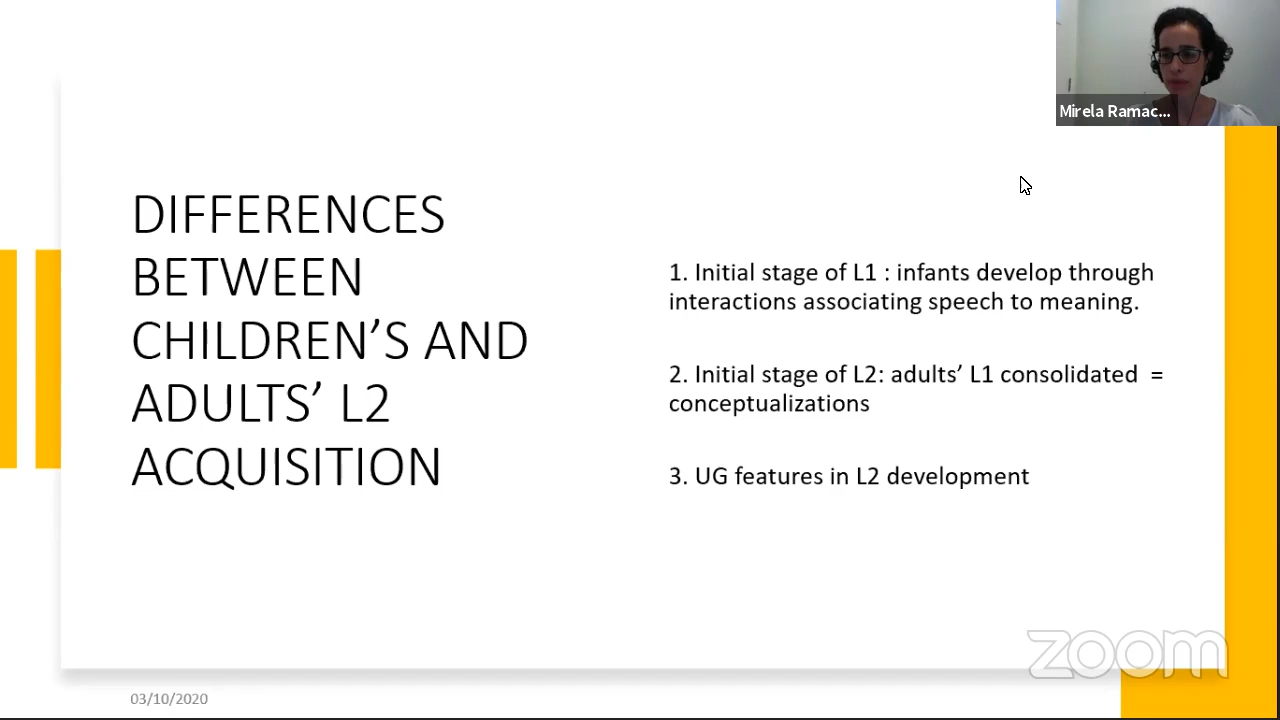 Mirela Ramac...
DIFFERENCES
BETWEEN
CHILDREN’S AND
ADULTS’ L2
ACQUISITION
1. Initial stage of L1 : infants develop through
interactions associating speech to meaning.
2. Initial stage of L2: adults’ L1 consolidated =
conceptualizations
3. UG features in L2 development
zoom
03/10/2020